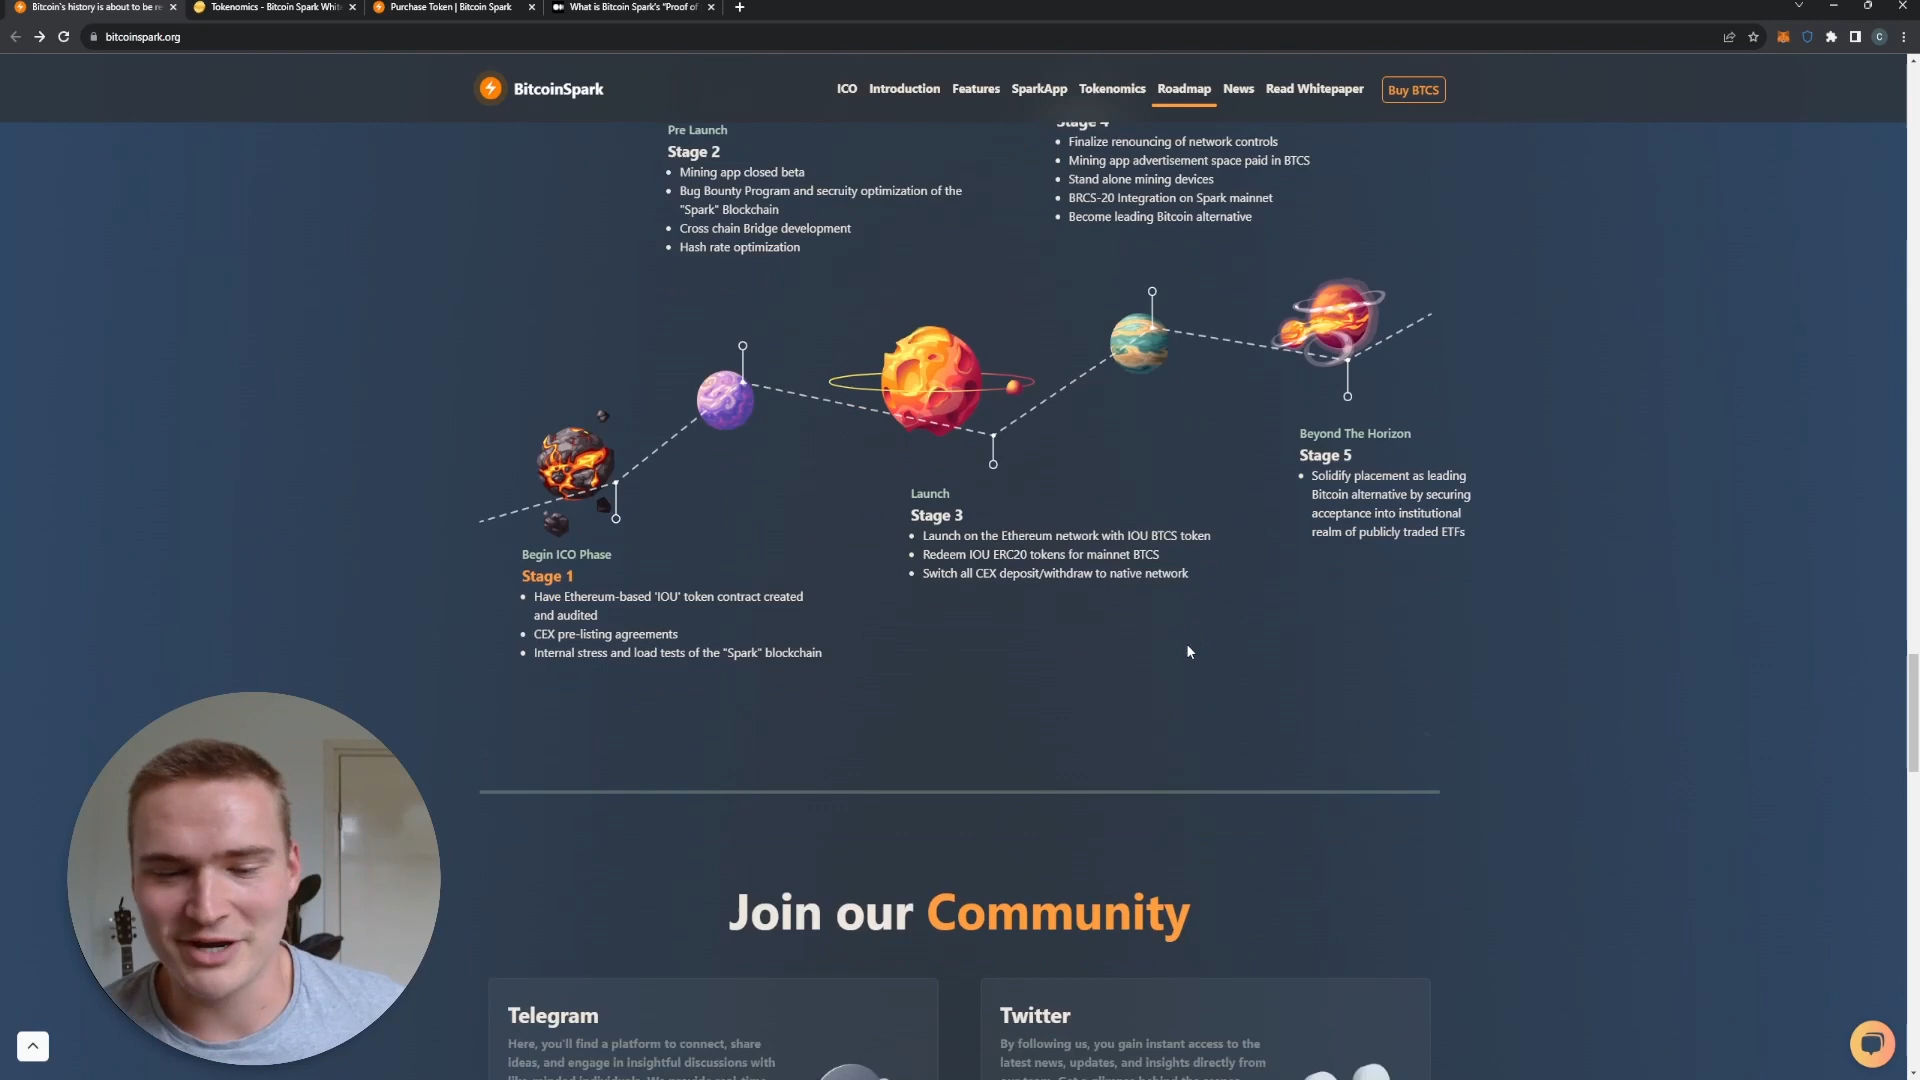 Bitcoin's history is about to be re
Tokenomics - Bitcoin Spark Whit
Purchase Token | Bitcoin Spark
What is Bitcoin Spark's "Proof of
bitcoinspark.org
C
BitcoinSpark
ICO Introduction Features SparkApp Tokenomics Roadmap News Read Whitepaper Buy BTCS
Pre Launch
Stage 2
• Mining app closed beta
• Bug Bounty Program and secruity optimization of the
"Spark" Blockchain
• Cross chain Bridge development
• Hash rate optimization
Stage 4
• Finalize renouncing of network controls
• Mining app advertisement space paid in BTCS
• Stand alone mining devices
• BRCS-20 Integration on Spark mainnet
• Become leading Bitcoin alternative
Beyond The Horizon
Stage 5
• Solidify placement as leading
Bitcoin alternative by securing
acceptance into institutional
realm of publicly traded ETFs
Launch
Stage 3
• Launch on the Ethereum network with IOU BTCS token
• Redeem IOU ERC20 tokens for mainnet BTCS
• Switch all CEX deposit/withdraw to native network
Begin ICO Phase
Stage 1
• Have Ethereum-based 'IOU' token contract created
and audited
• CEX pre-listing agreements
• Internal stress and load tests of the "Spark" blockchain
Join our Community
Telegram
Here, you'll find a platform to connect, share
ideas, and engage in insightful discussions with
Twitter
By following us, you gain instant access to the
latest news, updates, and insights directly from